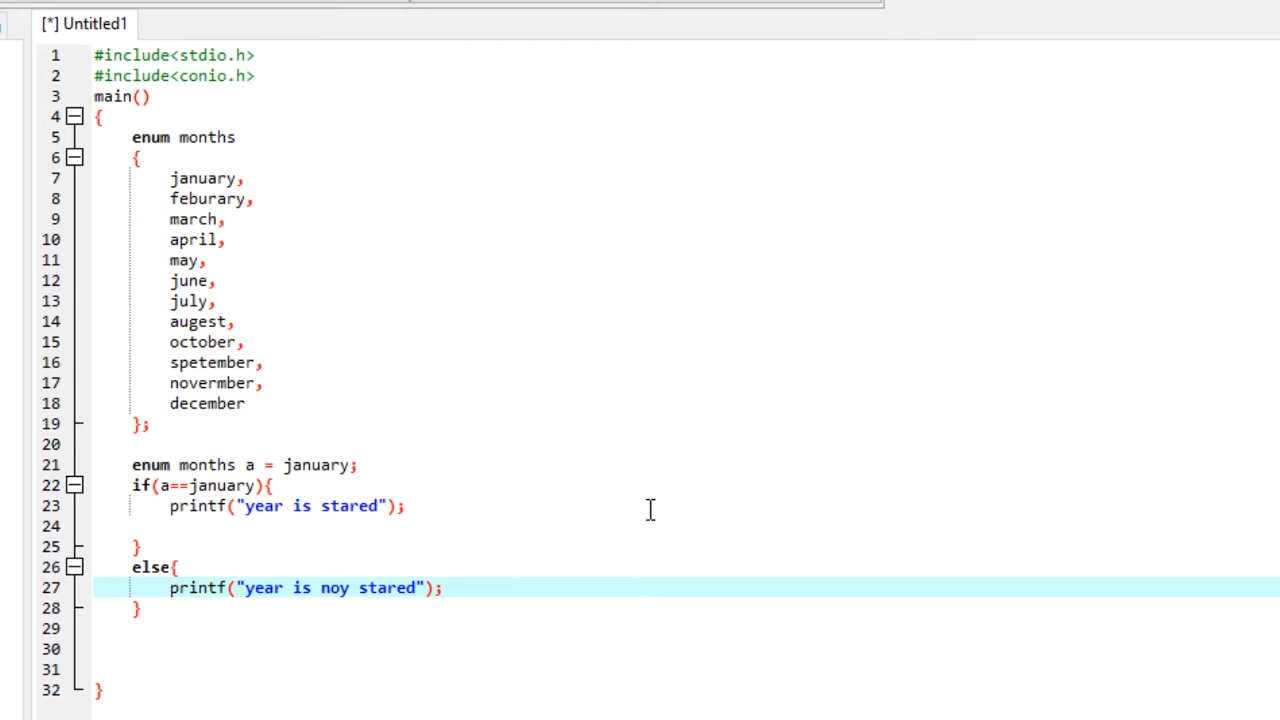 [*] Untitled1
1 #include<stdio.h>
2 #include<conio.h>
3 main()
4 {
5 enum months
6 {
7 january,
8 feburary,
9 march,
10 april,
11 may,
12 june,
13 july,
14 augest,
15 october,
16 spetember,
17 novermber,
18 december
19 };
20
21 enum months a = january;
22 if(a==january){
23 printf("year is stared");
24
25 }
26 else{
27 printf("year is noy stared");
28 }
29
30
31
32 }